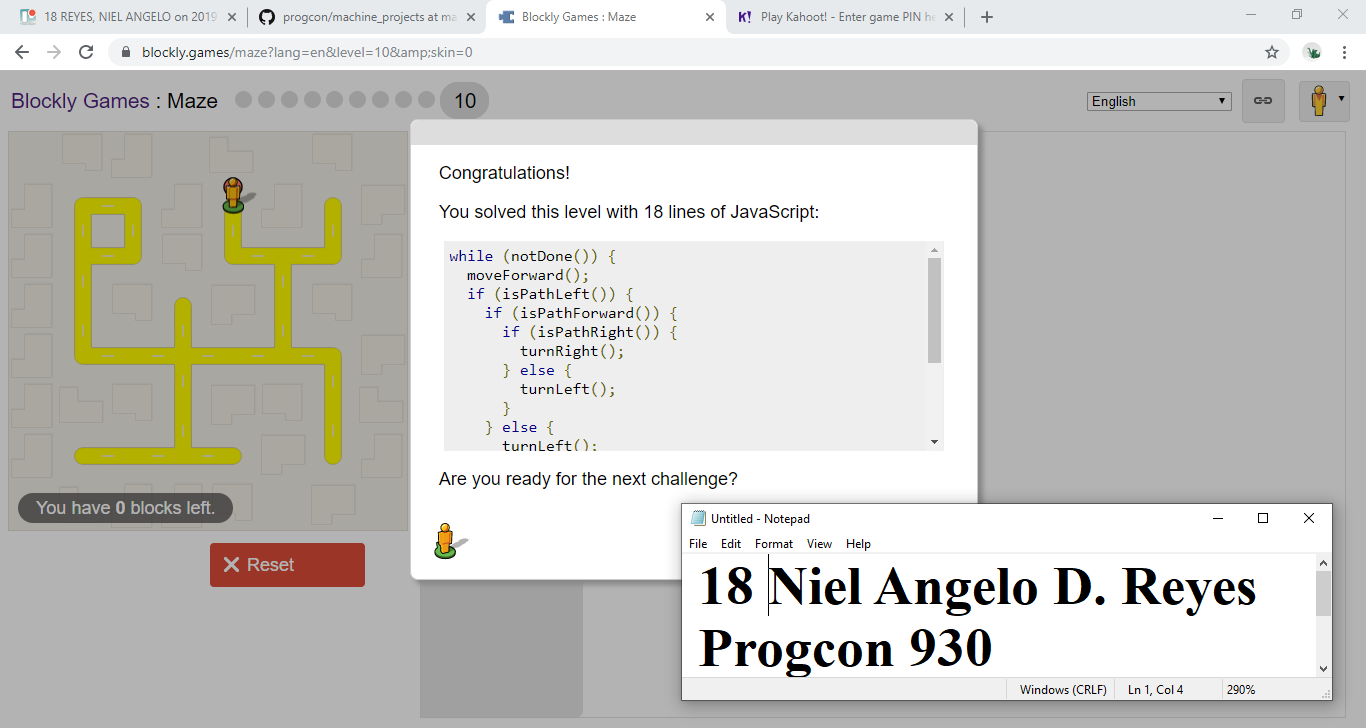 18 REYES, NIEL ANGELO on 2019
progcon/machine_projects at ma
Blockly Games : Maze
K! Play Kahoot! - Enter game PIN he
blockly.games/maze?lang=en&level=10&amp;skin=0
Blockly Games : Maze
10
English
Congratulations!
You solved this level with 18 lines of JavaScript:
while (notDone()) {
  moveForward();
  if (isPathLeft()) {
    if (isPathForward()) {
      if (isPathRight()) {
        turnRight();
      } else {
        turnLeft();
      }
    } else {
      turnLeft();
Are you ready for the next challenge?
You have 0 blocks left.
Reset
Untitled - Notepad
File Edit Format View Help
18 Niel Angelo D. Reyes
Progcon 930
Windows (CRLF) Ln 1, Col 4 290%